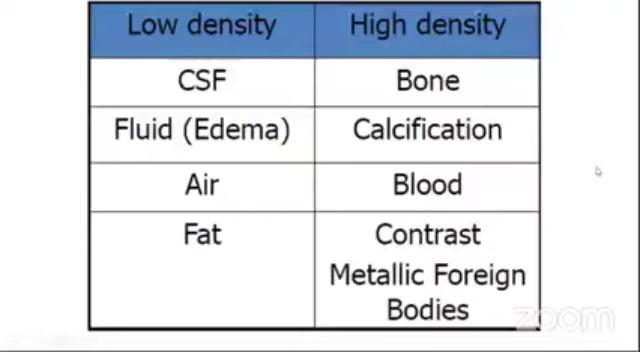 Low density High density
CSF Bone
Fluid (Edema) Calcification
Air Blood
Fat Contrast
Metallic Foreign
Bodies
zoom